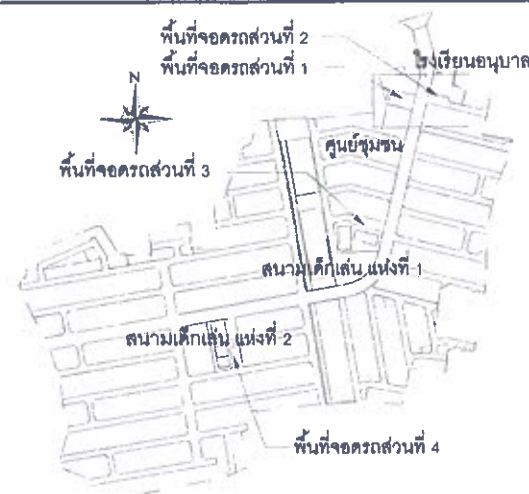 พื้นที่จอดรถส่วนที่ 2
พื้นที่จอดรถส่วนที่ 1
โรงเรียนอนุบาล
N
ศูนย์ชุมชน
พื้นที่จอดรถส่วนที่ 3
สนามเด็กเล่น แห่งที่ 1
สนามเด็กเล่น แห่งที่ 2
พื้นที่จอดรถส่วนที่ 4